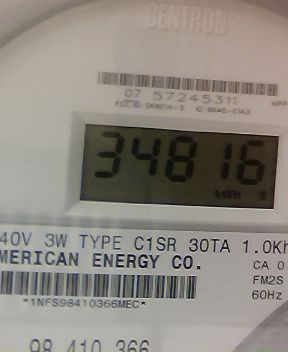 CENTRON
07 57245311
34816
kWh 8
40V 3W TYPE C1SR 30TA 1.0Kh
MERICAN ENERGY CO.
CA 0
FM2S
*1NFS98410366MEC*
60Hz
98 410 366